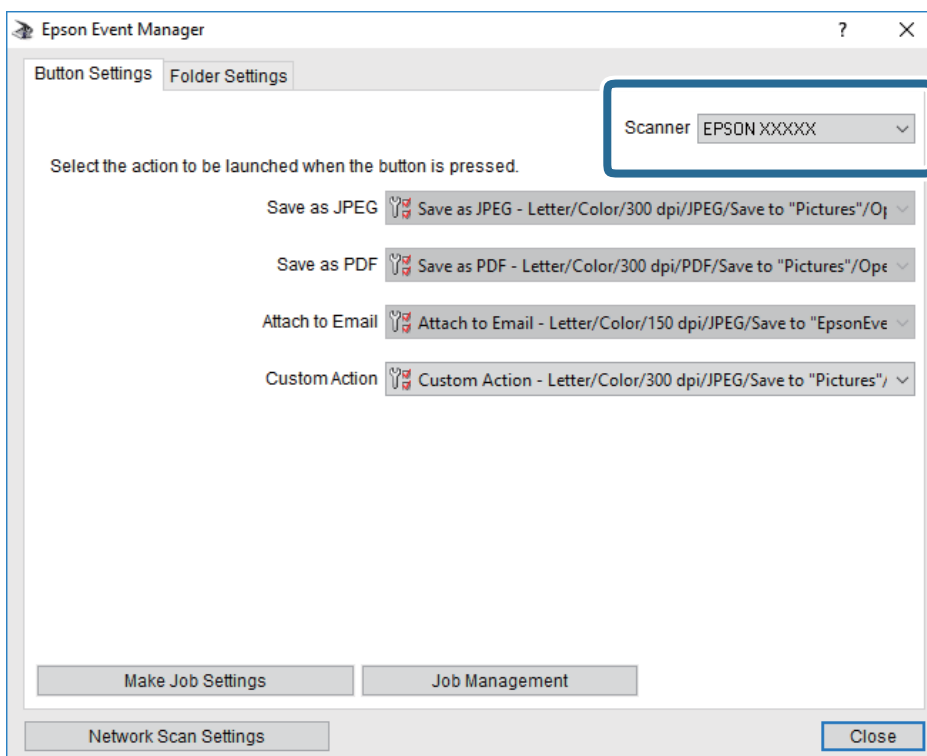 Epson Event Manager
Button Settings Folder Settings
Scanner EPSON XXXXX
Select the action to be launched when the button is pressed.
Save as JPEG Save as JPEG - Letter/Color/300 dpi/JPEG/Save to "Pictures"/Op
Save as PDF Save as PDF - Letter/Color/300 dpi/PDF/Save to "Pictures"/Ope
Attach to Email Attach to Email - Letter/Color/150 dpi/JPEG/Save to "EpsonEve
Custom Action Custom Action - Letter/Color/300 dpi/JPEG/Save to "Pictures"/
Make Job Settings Job Management
Network Scan Settings Close